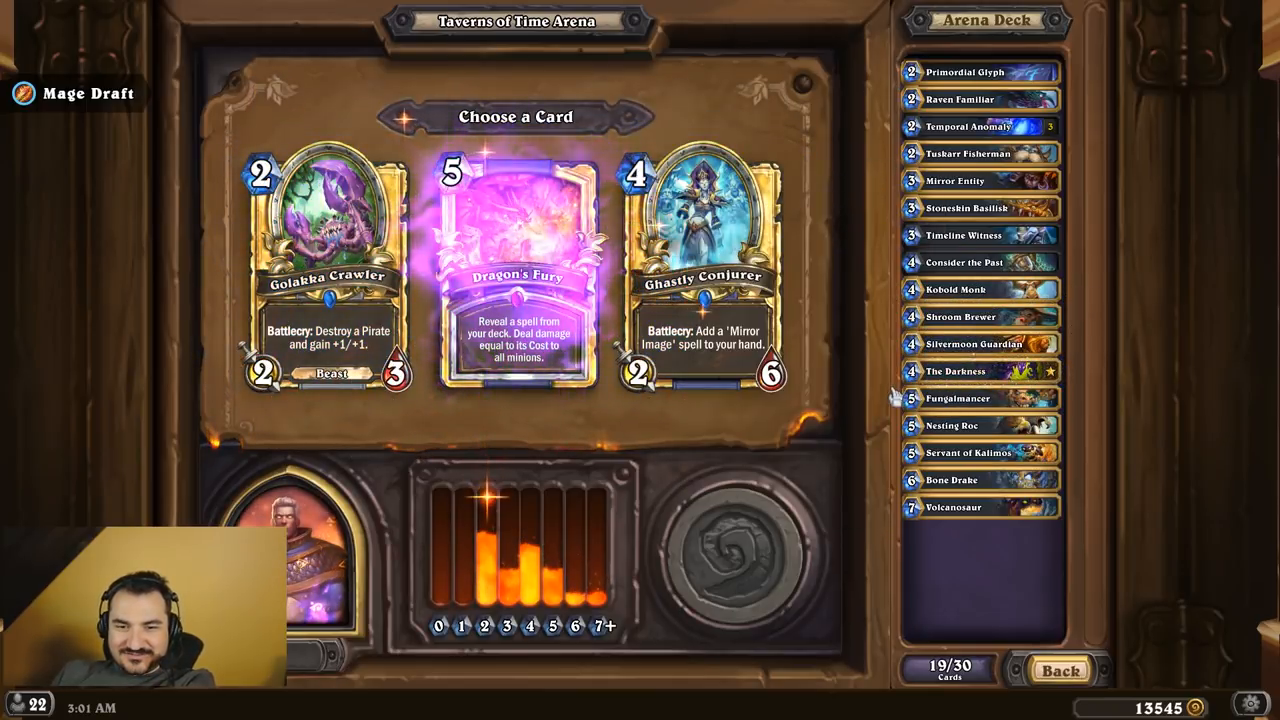 Taverns of Time Arena
Arena Deck
Mage Draft
Choose a Card
2
Golakka Crawler
Battlecry: Destroy a Pirate
and gain +1/+1.
2
Beast
3
5
Dragon's Fury
Reveal a spell from
your deck. Deal damage
equal to its Cost to
all minions.
4
Ghastly Conjurer
Battlecry: Add a 'Mirror
Image' spell to your hand.
2
6
2 Primordial Glyph
2 Raven Familiar
2 Temporal Anomaly 3
2 Tuskarr Fisherman
3 Mirror Entity
3 Stoneskin Basilisk
3 Timeline Witness
4 Consider the Past
4 Kobold Monk
4 Shroom Brewer
4 Silvermoon Guardian
4 The Darkness
5 Fungalmancer
5 Nesting Roc
5 Servant of Kalimos
6 Bone Drake
7 Volcanosaur
0 1 2 3 4 5 6 7+
19/30
Cards
Back
22
3:01 AM
13545